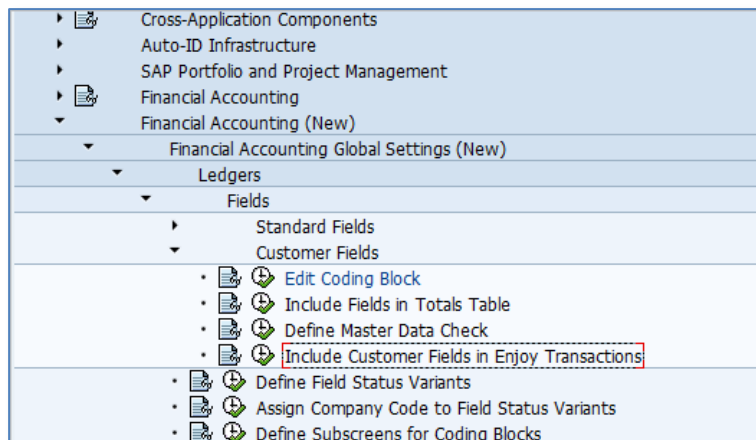 Cross-Application Components
Auto-ID Infrastructure
SAP Portfolio and Project Management
Financial Accounting
Financial Accounting (New)
Financial Accounting Global Settings (New)
Ledgers
Fields
Standard Fields
Customer Fields
Edit Coding Block
Include Fields in Totals Table
Define Master Data Check
Include Customer Fields in Enjoy Transactions
Define Field Status Variants
Assign Company Code to Field Status Variants
Define Subscreens for Coding Blocks